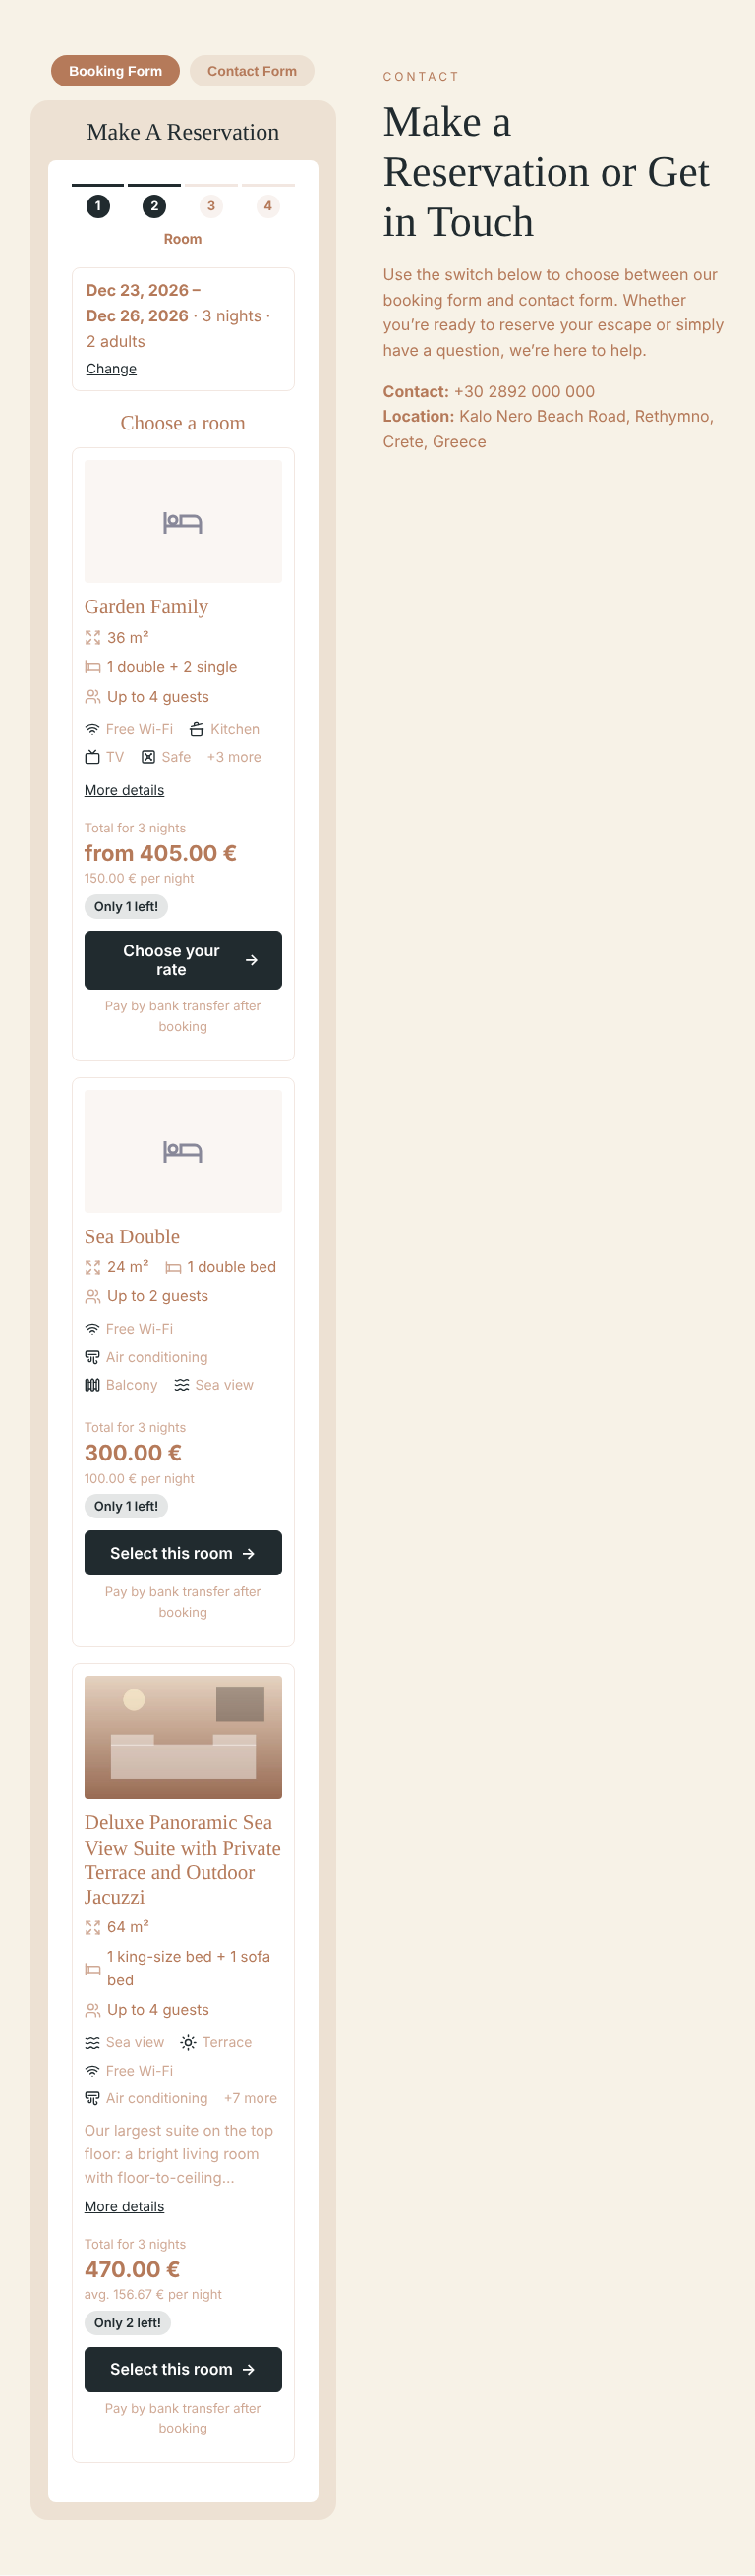 Booking Form
Contact Form
Make A Reservation
1
2
3
4
Room
Dec 23, 2026 –
Dec 26, 2026 · 3 nights ·
2 adults
Change
Choose a room
Garden Family
36 m²
1 double + 2 single
Up to 4 guests
Free Wi-Fi Kitchen
TV Safe +3 more
More details
Total for 3 nights
from 405.00 €
150.00 € per night
Only 1 left!
Choose your
rate →
Pay by bank transfer after
booking
Sea Double
24 m² 1 double bed
Up to 2 guests
Free Wi-Fi
Air conditioning
Balcony Sea view
Total for 3 nights
300.00 €
100.00 € per night
Only 1 left!
Select this room →
Pay by bank transfer after
booking
Deluxe Panoramic Sea
View Suite with Private
Terrace and Outdoor
Jacuzzi
64 m²
1 king-size bed + 1 sofa
bed
Up to 4 guests
Sea view Terrace
Free Wi-Fi
Air conditioning +7 more
Our largest suite on the top
floor: a bright living room
with floor-to-ceiling...
More details
Total for 3 nights
470.00 €
avg. 156.67 € per night
Only 2 left!
Select this room →
Pay by bank transfer after
booking
CONTACT
Make a
Reservation or Get
in Touch
Use the switch below to choose between our
booking form and contact form. Whether
you’re ready to reserve your escape or simply
have a question, we’re here to help.
Contact: +30 2892 000 000
Location: Kalo Nero Beach Road, Rethymno,
Crete, Greece